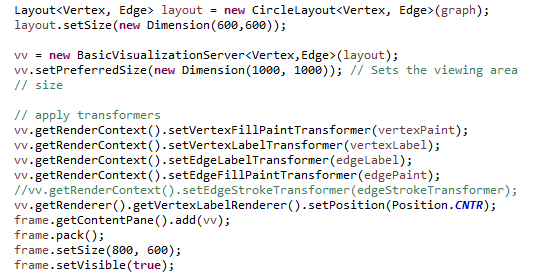 Layout<Vertex, Edge> layout = new CircleLayout<Vertex, Edge>(graph);
layout.setSize(new Dimension(600,600));
vv = new BasicVisualizationServer<Vertex,Edge>(layout);
vv.setPreferredSize(new Dimension(1000, 1000)); // Sets the viewing area
// size
// apply transformers
vv.getRenderContext().setVertexFillPaintTransformer(vertexPaint);
vv.getRenderContext().setVertexLabelTransformer(vertexLabel);
vv.getRenderContext().setEdgeLabelTransformer(edgeLabel);
vv.getRenderContext().setEdgeFillPaintTransformer(edgePaint);
//vv.getRenderContext().setEdgeStrokeTransformer(edgeStrokeTransformer);
vv.getRenderer().getVertexLabelRenderer().setPosition(Position.CNTR);
frame.getContentPane().add(vv);
frame.pack();
frame.setSize(800, 600);
frame.setVisible(true);